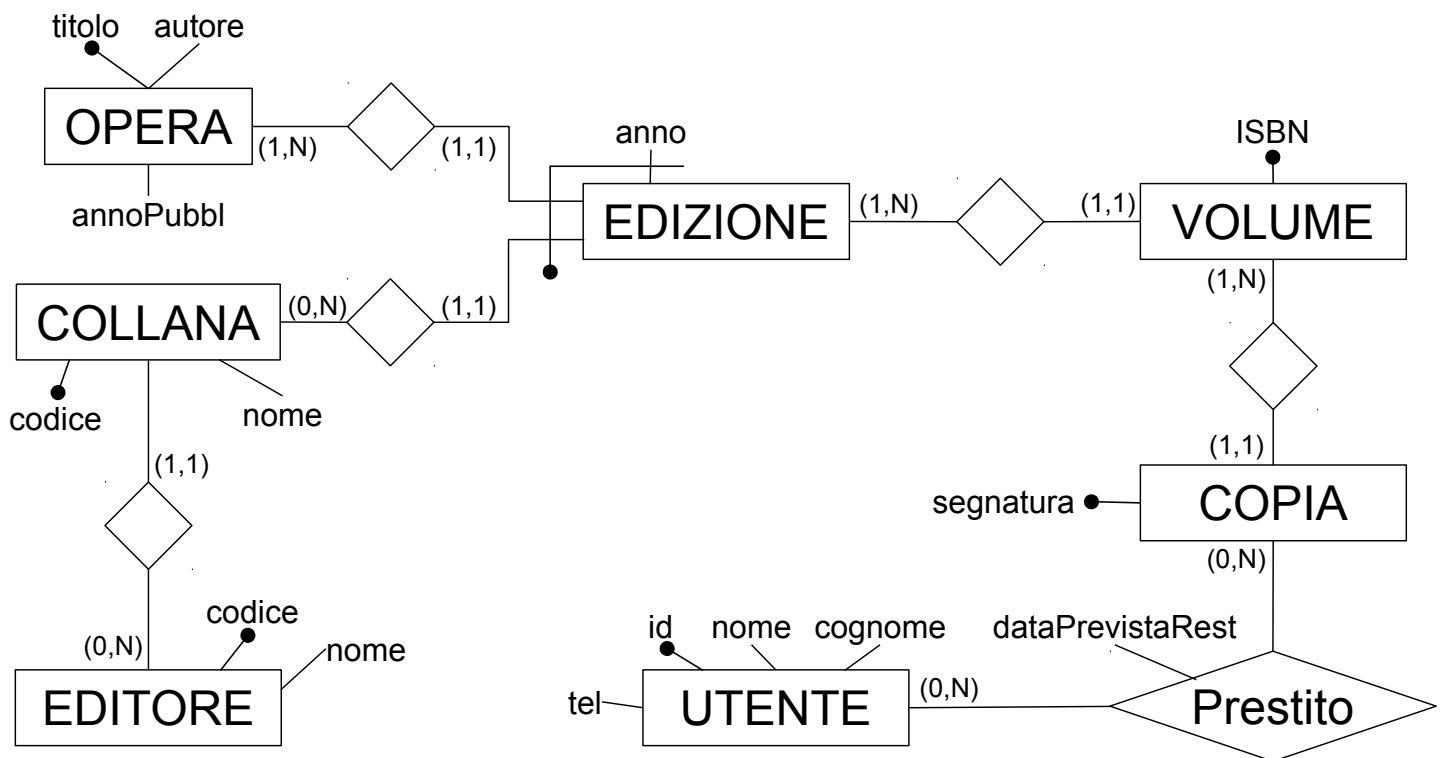 titolo autore
OPERA
(1,N)
(1,1)
annoPubbl
anno
EDIZIONE
(1,N)
(1,1)
ISBN
VOLUME
(1,N)
COLLANA
(0,N)
(1,1)
codice
nome
(1,1)
(1,1)
segnatura
COPIA
(0,N)
(0,N)
codice
nome
EDITORE
id nome cognome
dataPrevistaRest
tel
UTENTE
(0,N)
Prestito